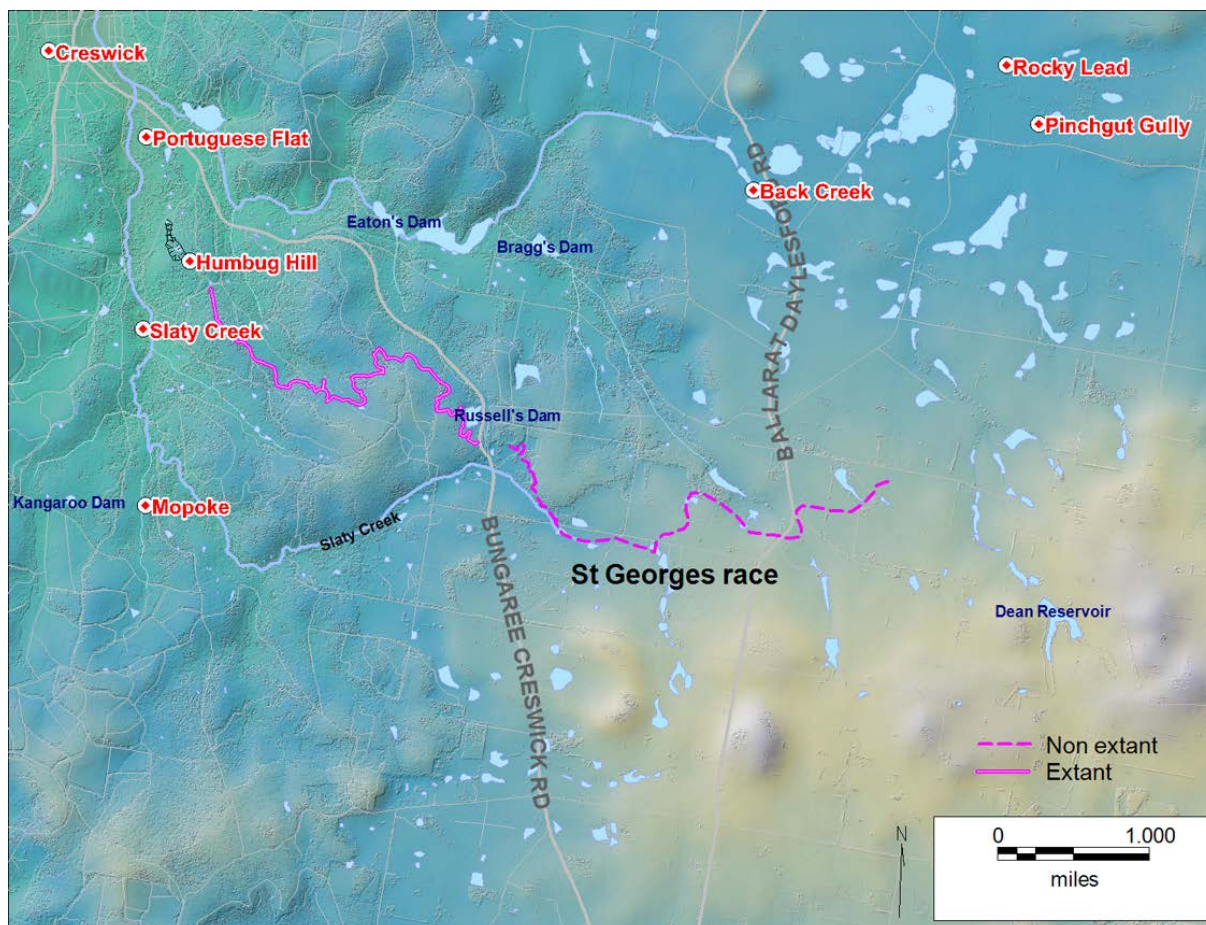 Creswick
Rocky Lead
Portuguese Flat
Pinchgut Gully
Back Creek
Eaton's Dam
Bragg's Dam
Humbug Hill
BALLARAT DAYLESFORD RD
Slaty Creek
Russell's Dam
Kangaroo Dam
Mopoke
Slaty Creek
BUNGAREE CRESWICK RD
St Georges race
Dean Reservoir
Non extant
Extant
N
0 1.000
miles